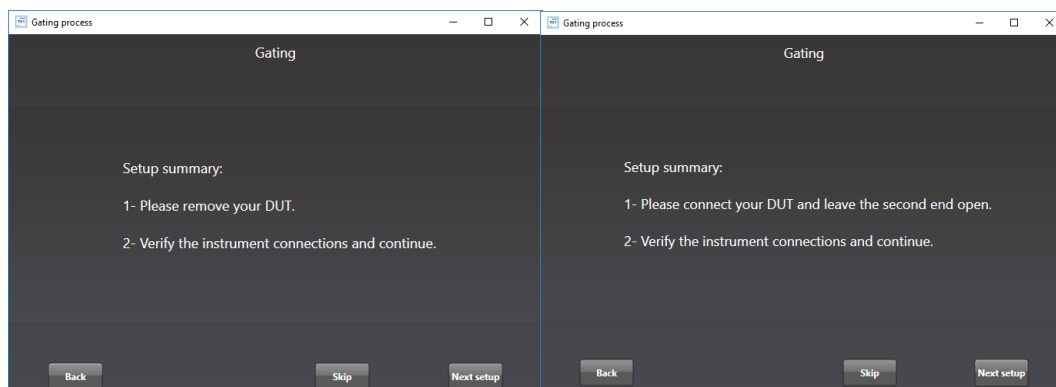 Gating process
Gating
Setup summary:
1- Please remove your DUT.
2- Verify the instrument connections and continue.
Back
Skip
Next setup
Gating process
Gating
Setup summary:
1- Please connect your DUT and leave the second end open.
2- Verify the instrument connections and continue.
Back
Skip
Next setup